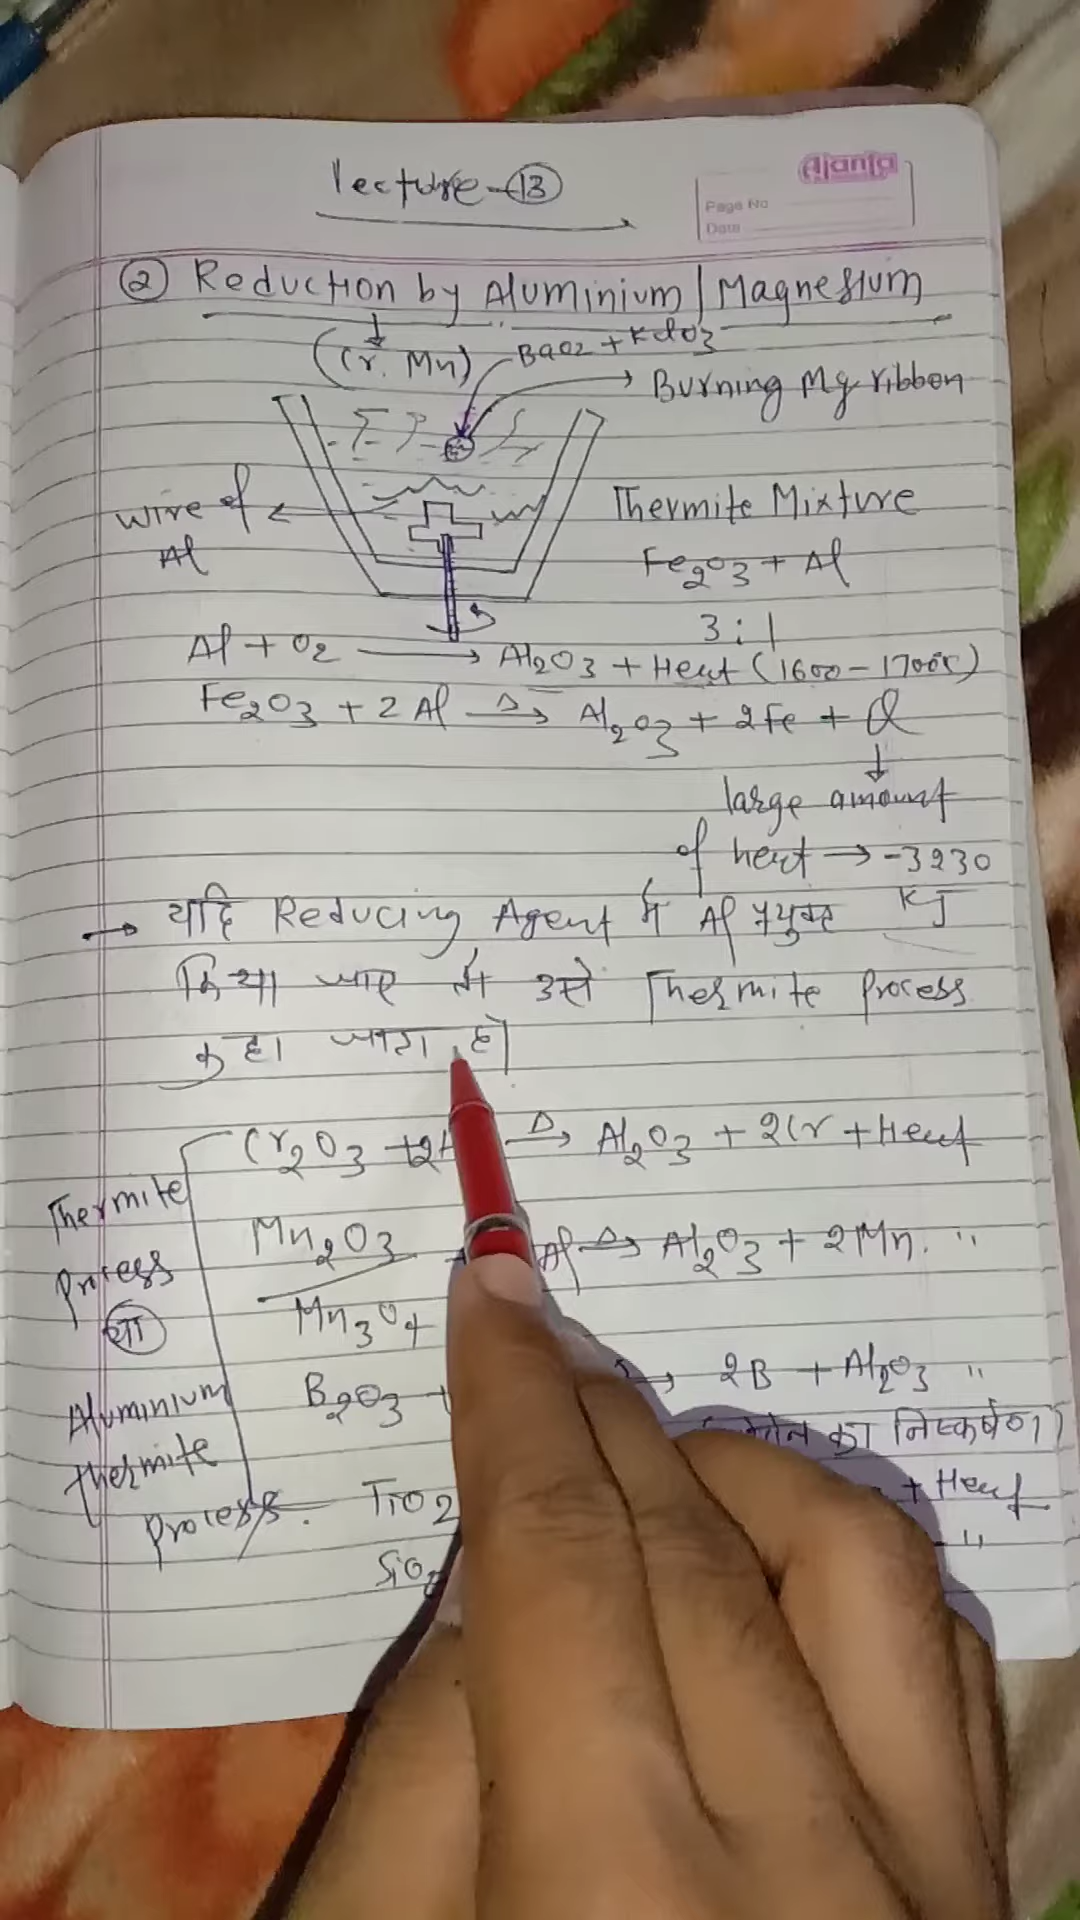 lecture-13
Ajanta
Page No
Date
② Reduction by Aluminium/Magnesium
(Cr. Mn)
BaO2 + KClO3
Burning Mg ribbon
wire of
Al
Thermite Mixture
Fe2O3 + Al
3:1
Al + O2 → Al2O3 + Heat (1600-1700°C)
Fe2O3 + 2Al Δ→ Al2O3 + 2Fe + Q
↓
large amount
of heat → -3230
KJ
→ यदि Reducing Agent में Al प्रयुक्त
किया जाए तो उसे Thermite Process
कहा जाता है।
Cr2O3 + 2A Δ→ Al2O3 + 2Cr + Heat
Mn2O3 + Al Δ→ Al2O3 + 2Mn. "
Mn3O4
B2O3 + → 2B + Al2O3 "
का निष्कर्षण)
TiO2 + Heat
SiO2 "
Thermite
Process
या
Aluminium
thermite
process.